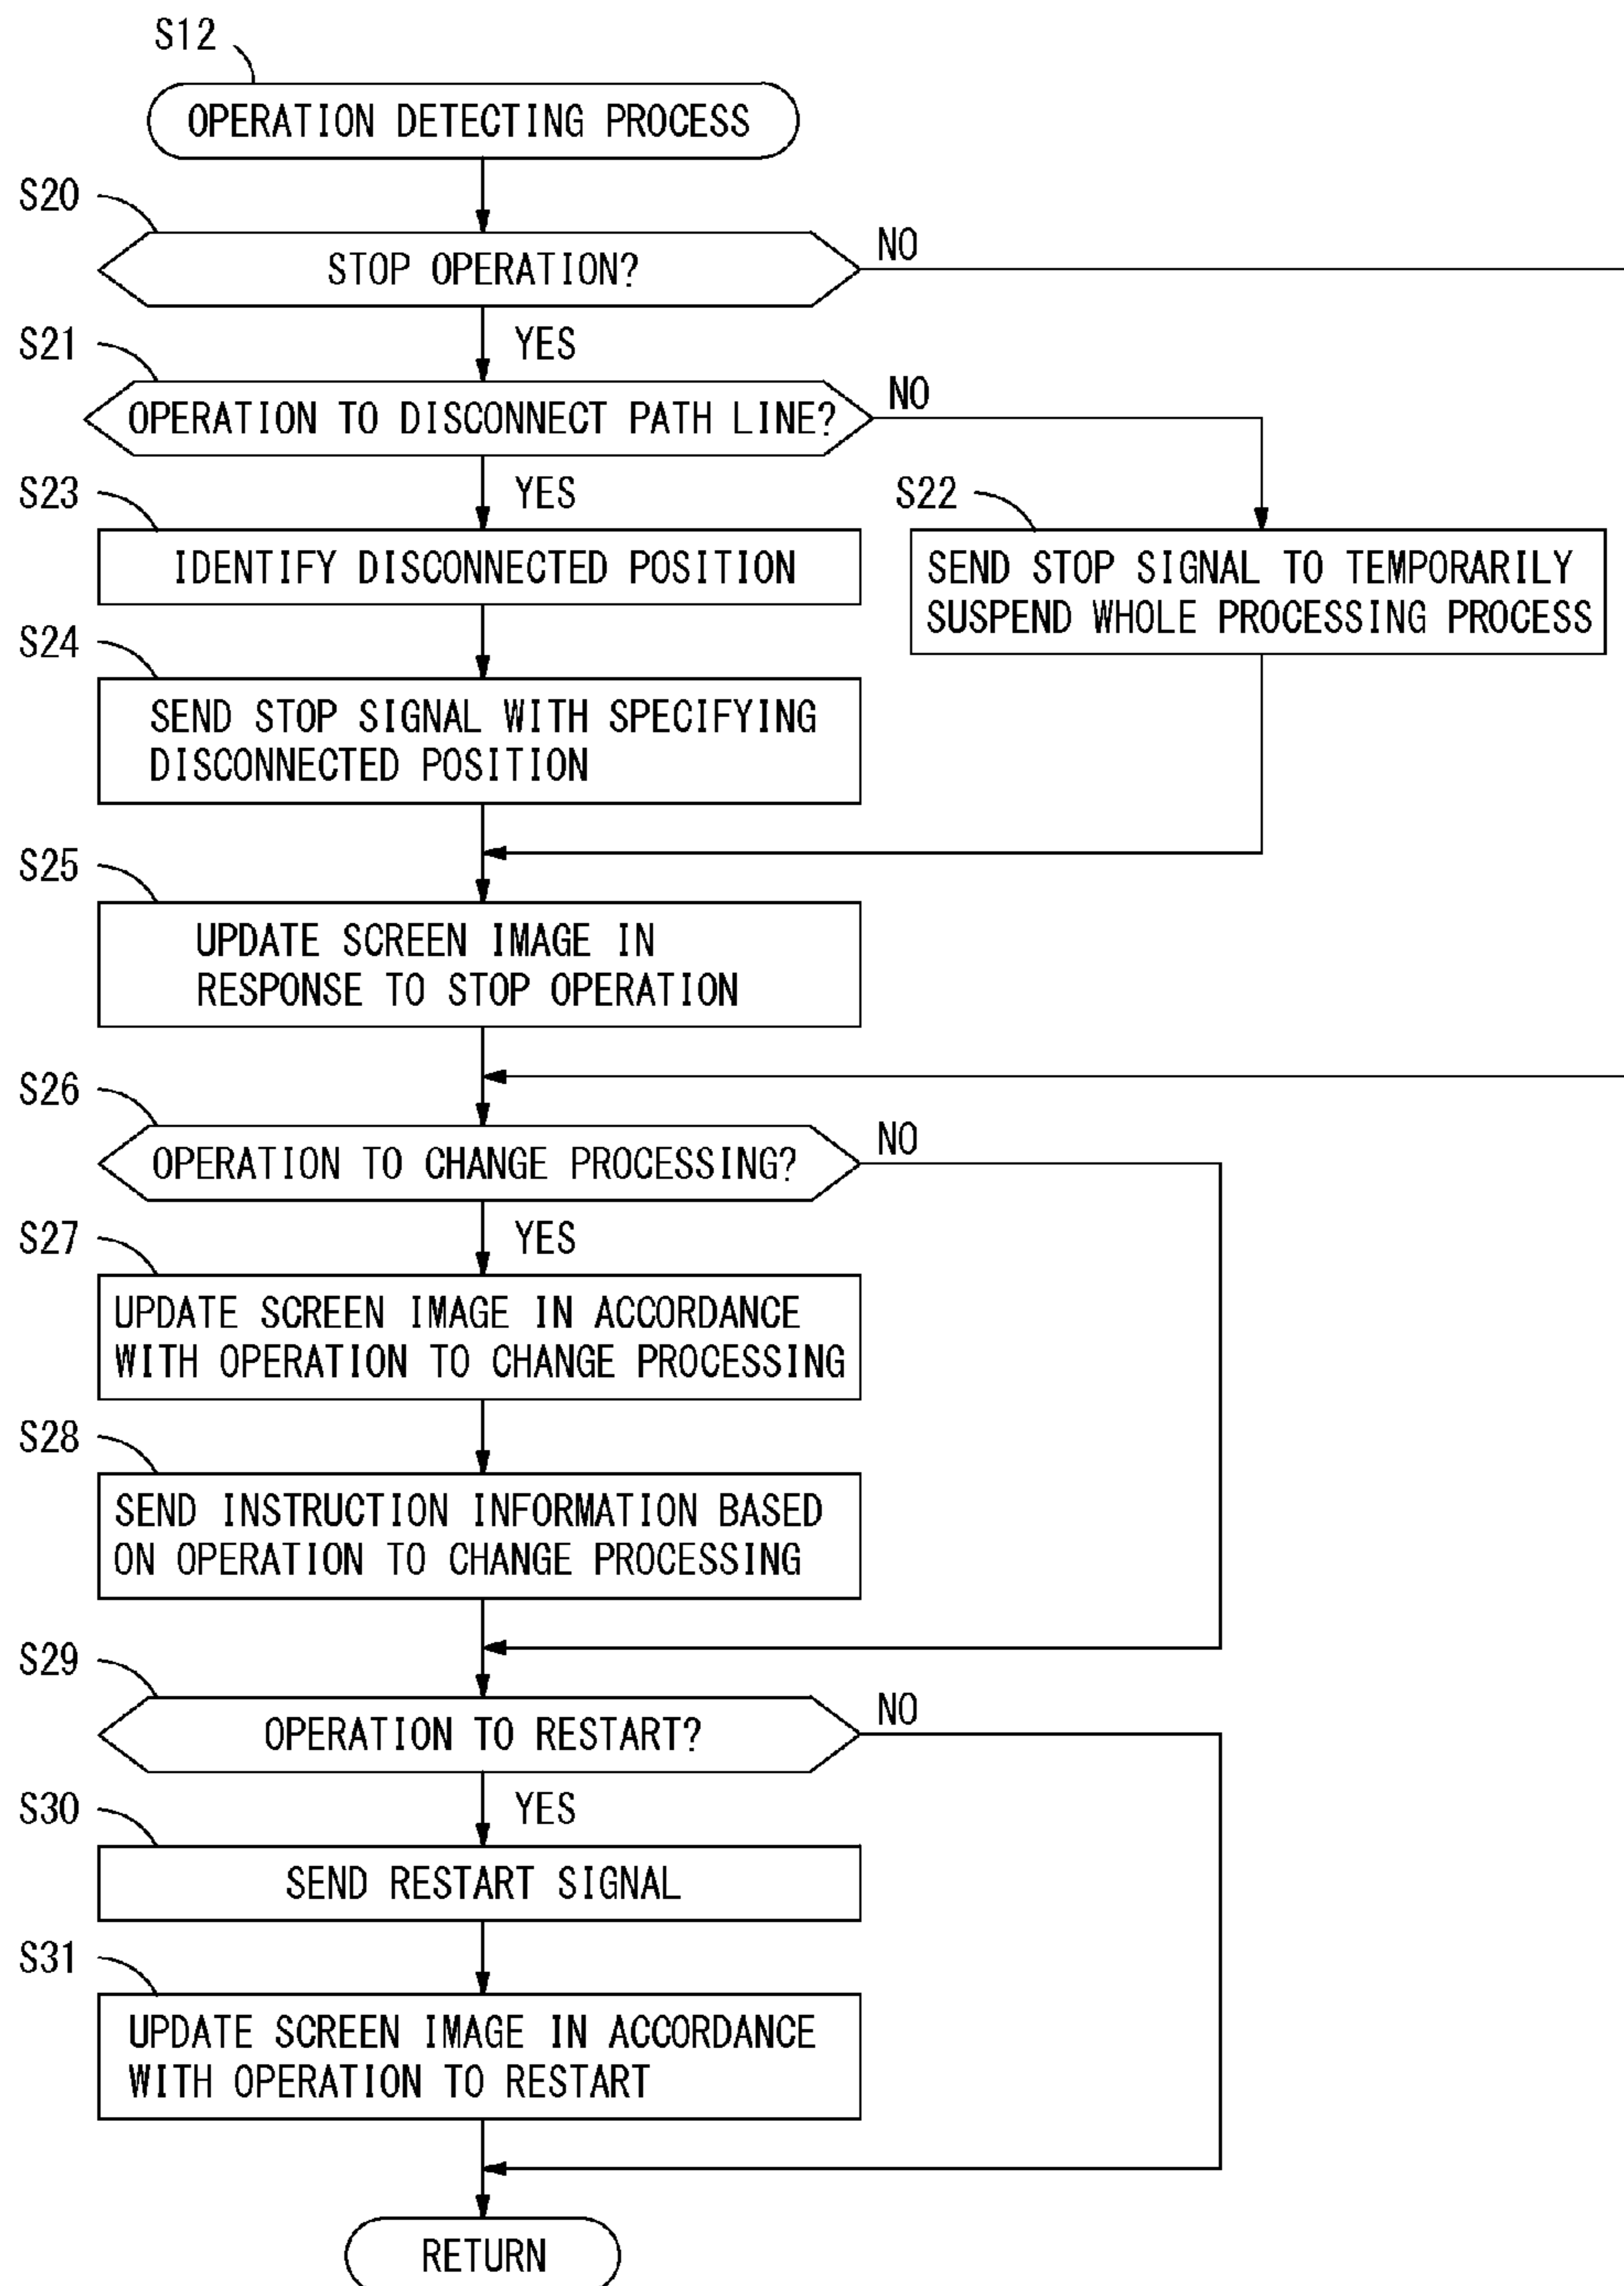 S12
OPERATION DETECTING PROCESS
S20
STOP OPERATION?
NO
YES
S21
OPERATION TO DISCONNECT PATH LINE?
NO
YES
S22
SEND STOP SIGNAL TO TEMPORARILY
SUSPEND WHOLE PROCESSING PROCESS
S23
IDENTIFY DISCONNECTED POSITION
S24
SEND STOP SIGNAL WITH SPECIFYING
DISCONNECTED POSITION
S25
UPDATE SCREEN IMAGE IN
RESPONSE TO STOP OPERATION
S26
OPERATION TO CHANGE PROCESSING?
NO
YES
S27
UPDATE SCREEN IMAGE IN ACCORDANCE
WITH OPERATION TO CHANGE PROCESSING
S28
SEND INSTRUCTION INFORMATION BASED
ON OPERATION TO CHANGE PROCESSING
S29
OPERATION TO RESTART?
NO
YES
S30
SEND RESTART SIGNAL
S31
UPDATE SCREEN IMAGE IN ACCORDANCE
WITH OPERATION TO RESTART
RETURN